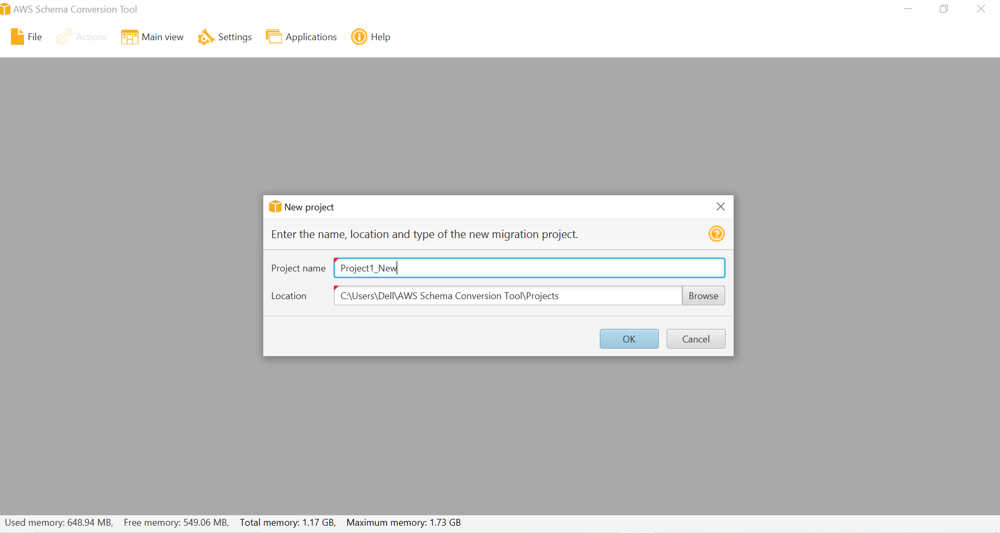 AWS Schema Conversion Tool
File Actions Main view Settings Applications Help
New project
Enter the name, location and type of the new migration project.
Project name Project1_New
Location C:\Users\Dell\AWS Schema Conversion Tool\Projects Browse
OK Cancel
Used memory: 648.94 MB, Free memory: 549.06 MB, Total memory: 1.17 GB, Maximum memory: 1.73 GB